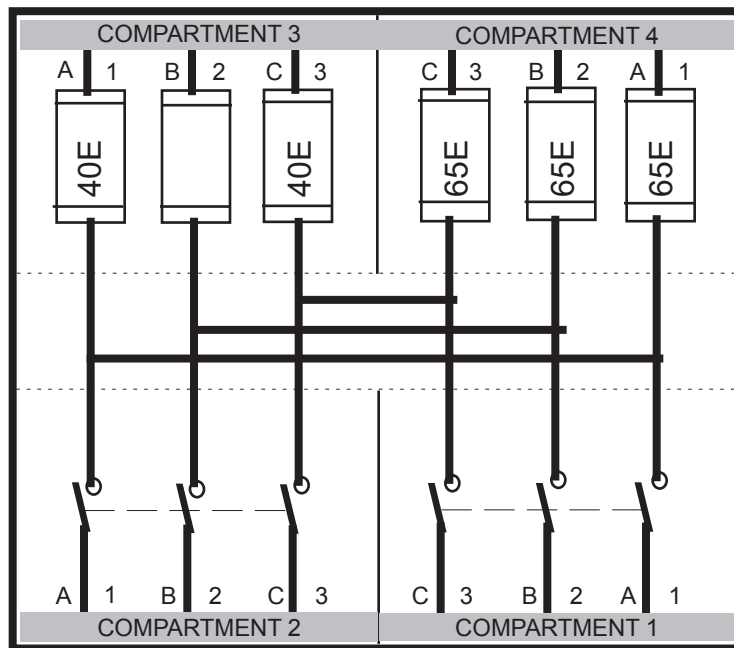 COMPARTMENT 3 COMPARTMENT 4
A 1 B 2 C 3 C 3 B 2 A 1
40E 40E 65E 65E 65E
A 1 B 2 C 3 C 3 B 2 A 1
COMPARTMENT 2 COMPARTMENT 1